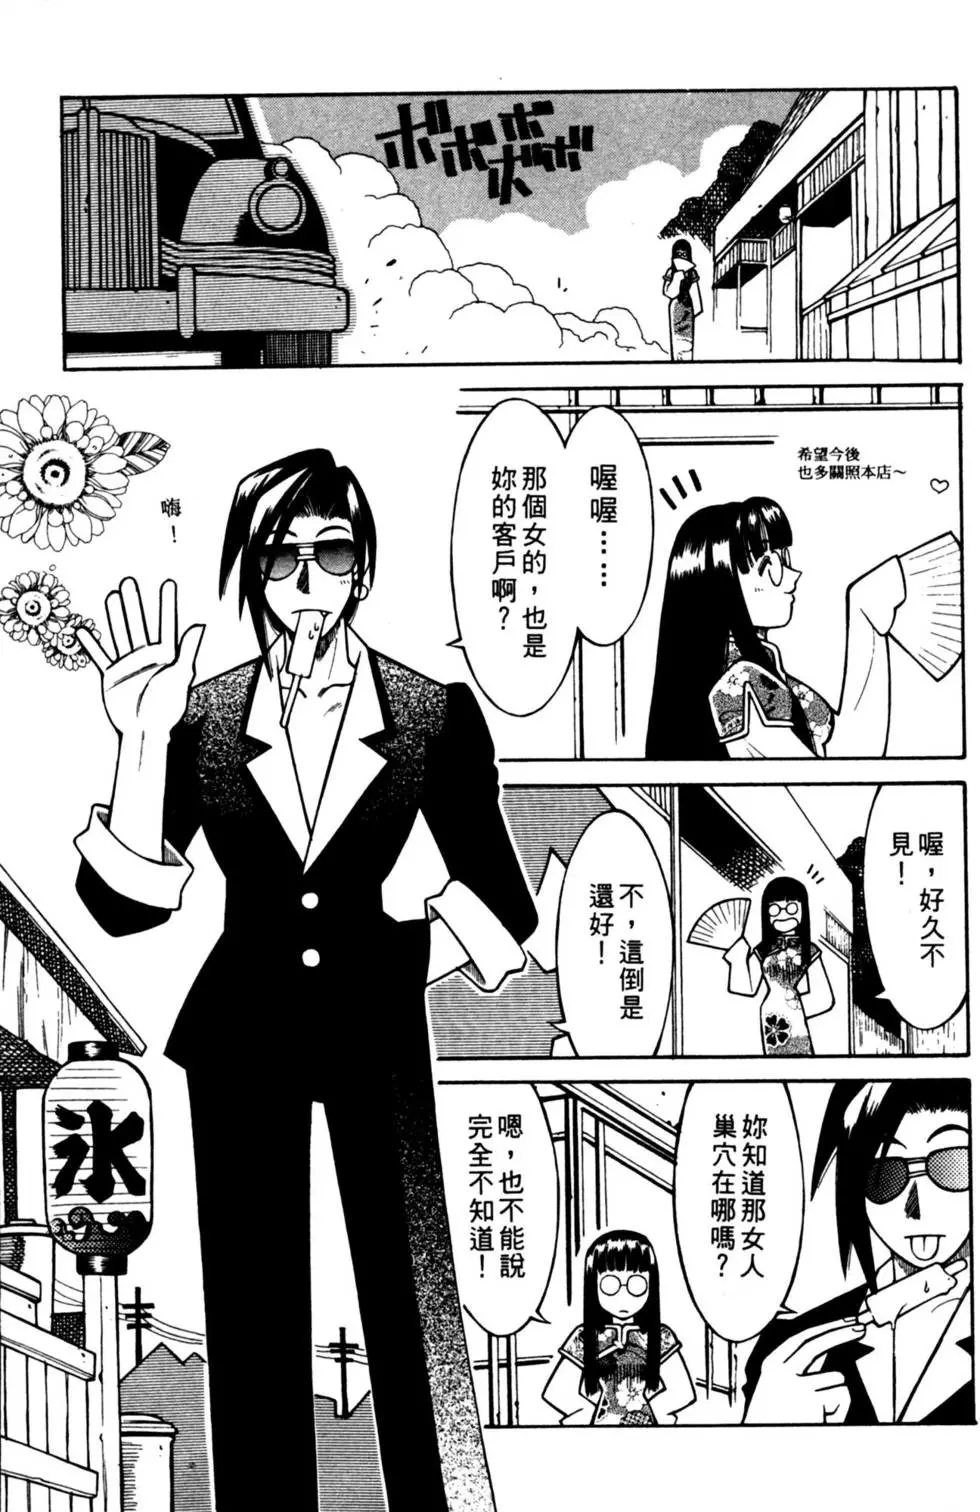 ボボボボボボ
希望今後
也多關照本店～
喔喔……
那個女的，也是
妳的客戶啊？
嗨！
喔，好久不
見！
不，這倒是
還好！
妳知道那女人
巢穴在哪嗎？
嗯，也不能說
完全不知道！
氷